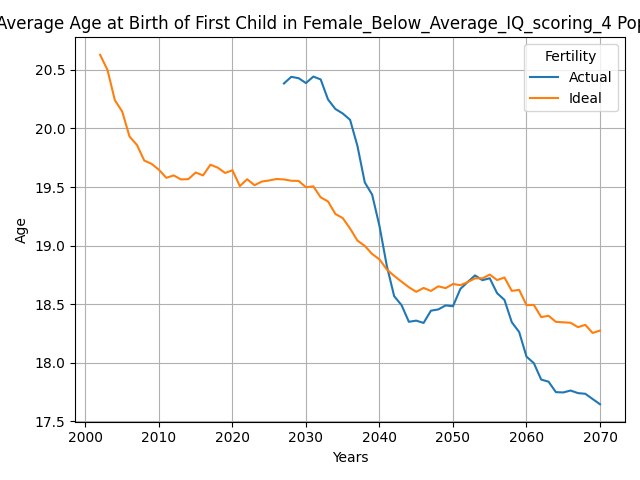 Average Age at Birth of First Child in Female_Below_Average_IQ_scoring_4 Pop
Fertility
Actual
Ideal
20.5
20.0
19.5
19.0
18.5
18.0
17.5
Age
2000 2010 2020 2030 2040 2050 2060 2070
Years